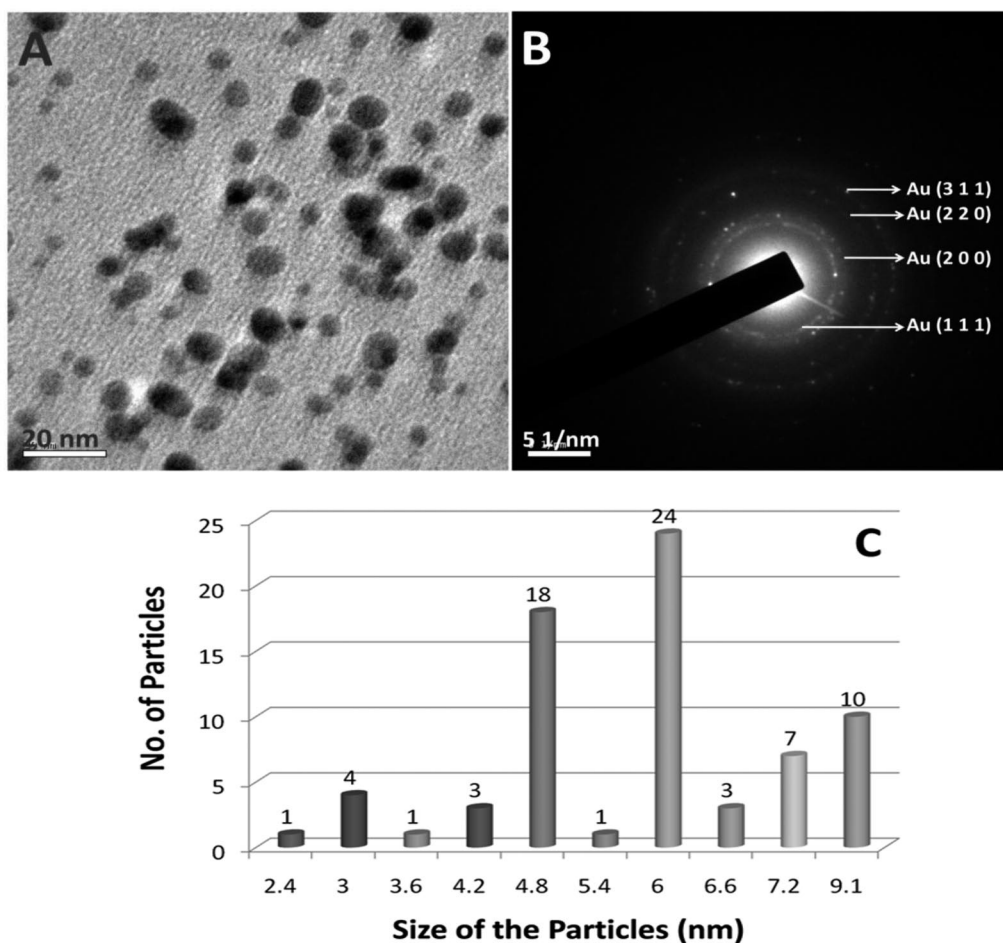 A
20 nm
B
Au (3 1 1)
Au (2 2 0)
Au (2 0 0)
Au (1 1 1)
5 1/nm
C
No. of Particles
25
20
15
10
5
0
1
4
1
3
18
1
24
3
7
10
2.4 3 3.6 4.2 4.8 5.4 6 6.6 7.2 9.1
Size of the Particles (nm)